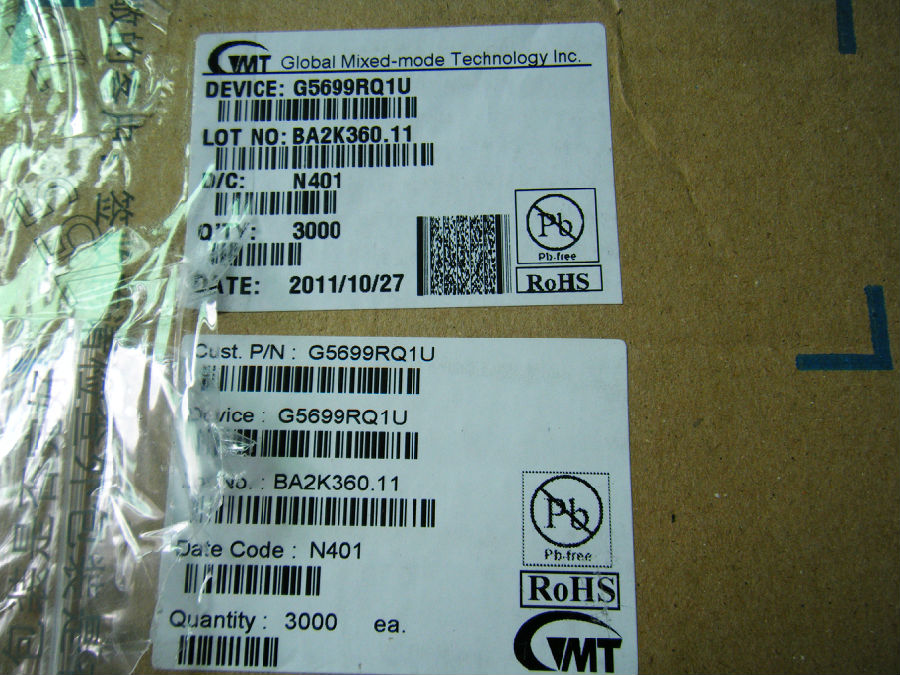 GMT Global Mixed-mode Technology Inc.
DEVICE: G5699RQ1U
LOT NO: BA2K360.11
D/C: N401
Q'TY: 3000
DATE: 2011/10/27
Pb
Pb-free
RoHS
Cust. P/N : G5699RQ1U
Device : G5699RQ1U
No. : BA2K360.11
Date Code : N401
Quantity : 3000 ea.
Pb
Pb-free
RoHS
GMT